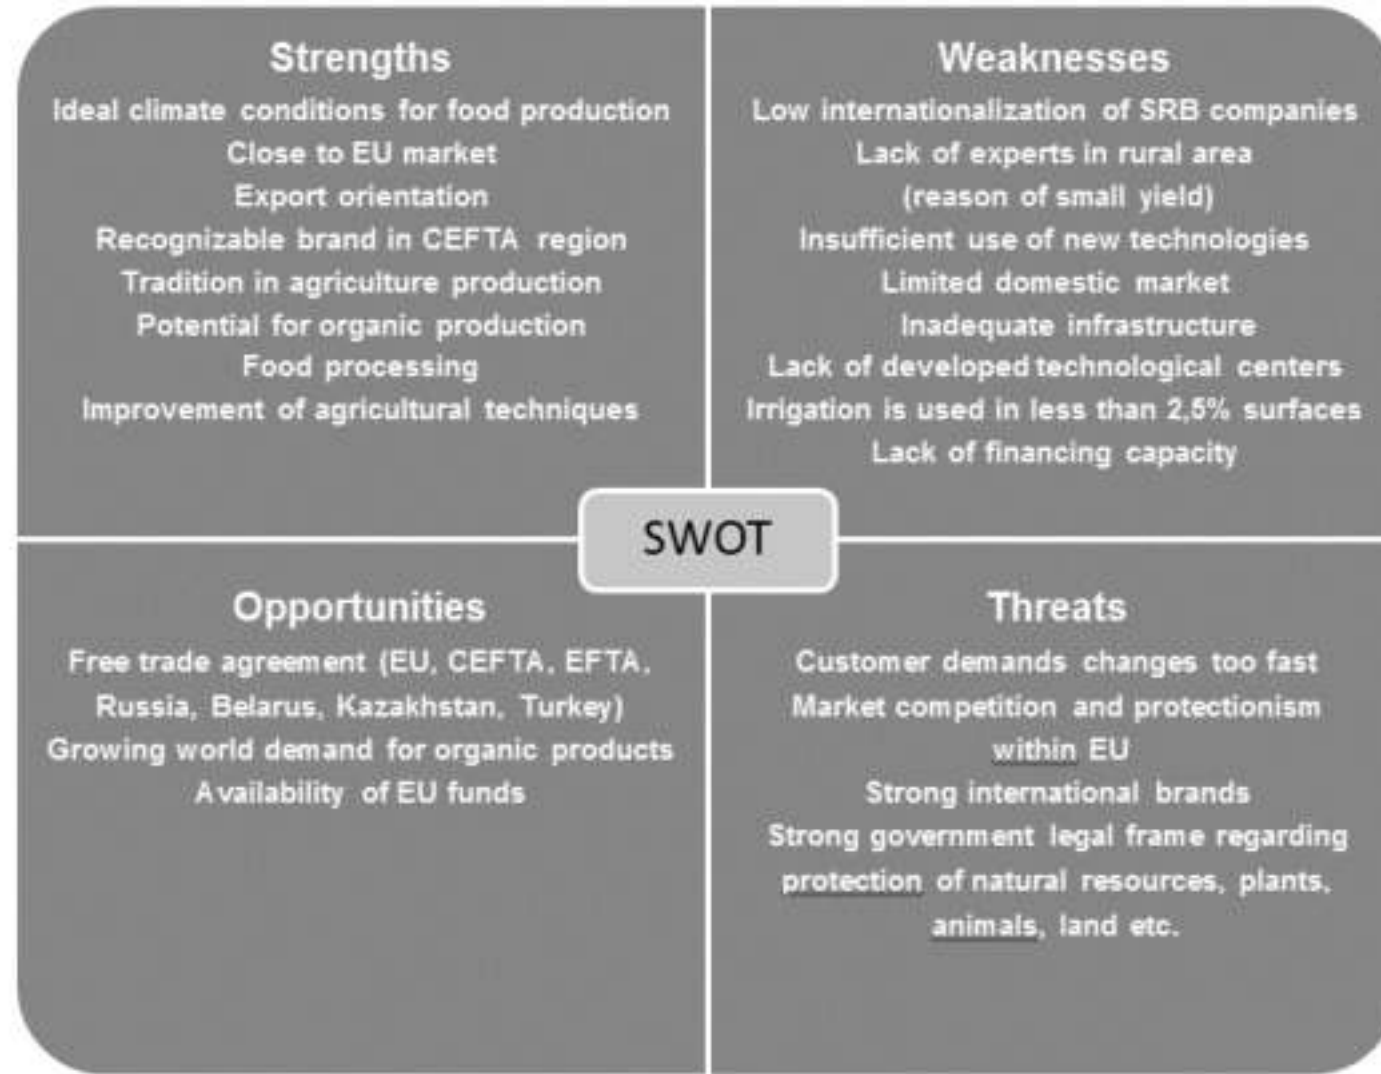 Strengths
Ideal climate conditions for food production
Close to EU market
Export orientation
Recognizable brand in CEFTA region
Tradition in agriculture production
Potential for organic production
Food processing
Improvement of agricultural techniques
Weaknesses
Low internationalization of SRB companies
Lack of experts in rural area
(reason of small yield)
Insufficient use of new technologies
Limited domestic market
Inadequate infrastructure
Lack of developed technological centers
Irrigation is used in less than 2,5% surfaces
Lack of financing capacity
SWOT
Opportunities
Free trade agreement (EU, CEFTA, EFTA,
Russia, Belarus, Kazakhstan, Turkey)
Growing world demand for organic products
Availability of EU funds
Threats
Customer demands changes too fast
Market competition and protectionism
within EU
Strong international brands
Strong government legal frame regarding
protection of natural resources, plants,
animals, land etc.